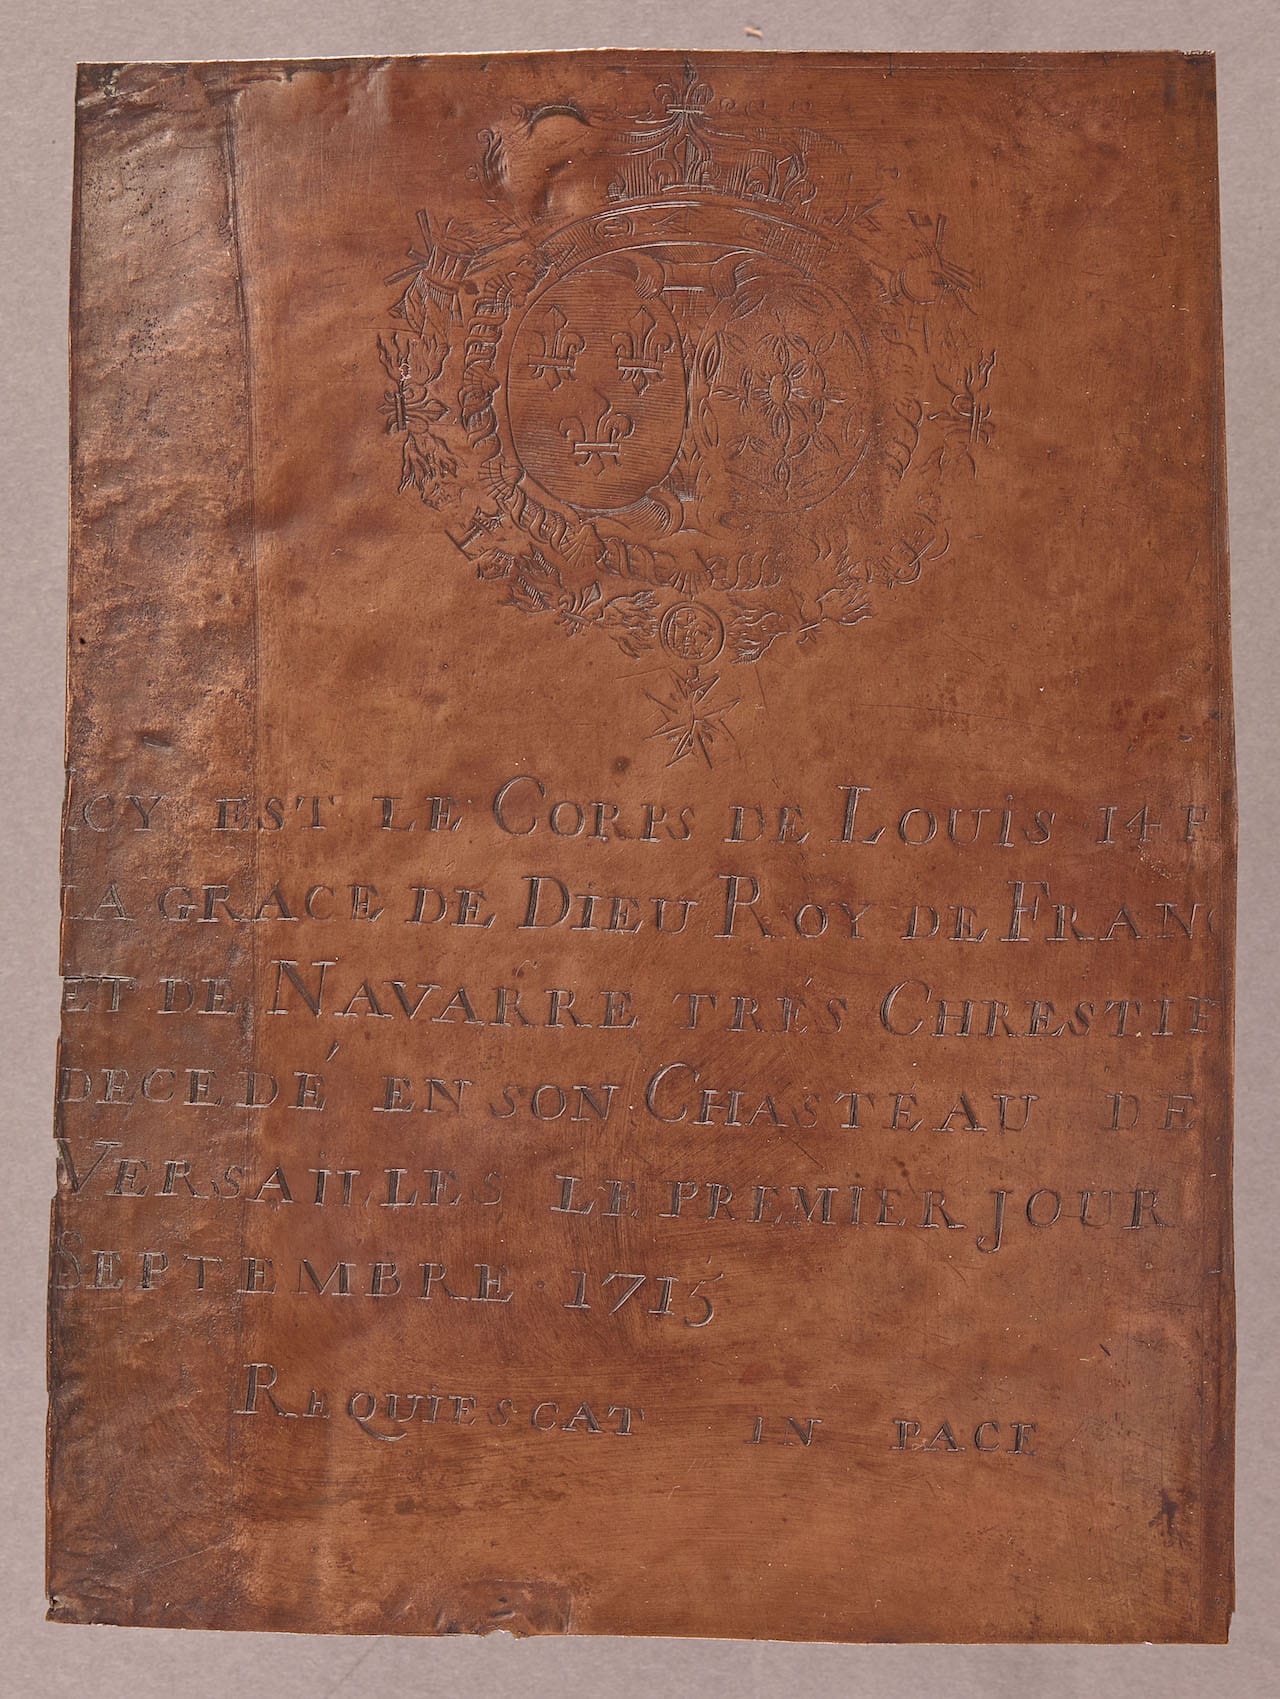 ICY EST LE CORPS DE LOUIS 14 P
LA GRACE DE DIEU ROY DE FRANC
ET DE NAVARRE TRÉS CHRESTIE
DECEDÉ EN SON CHASTEAU DE
VERSAILLES LE PREMIER JOUR
SEPTEMBRE · 1715
REQUIESCAT IN PACE